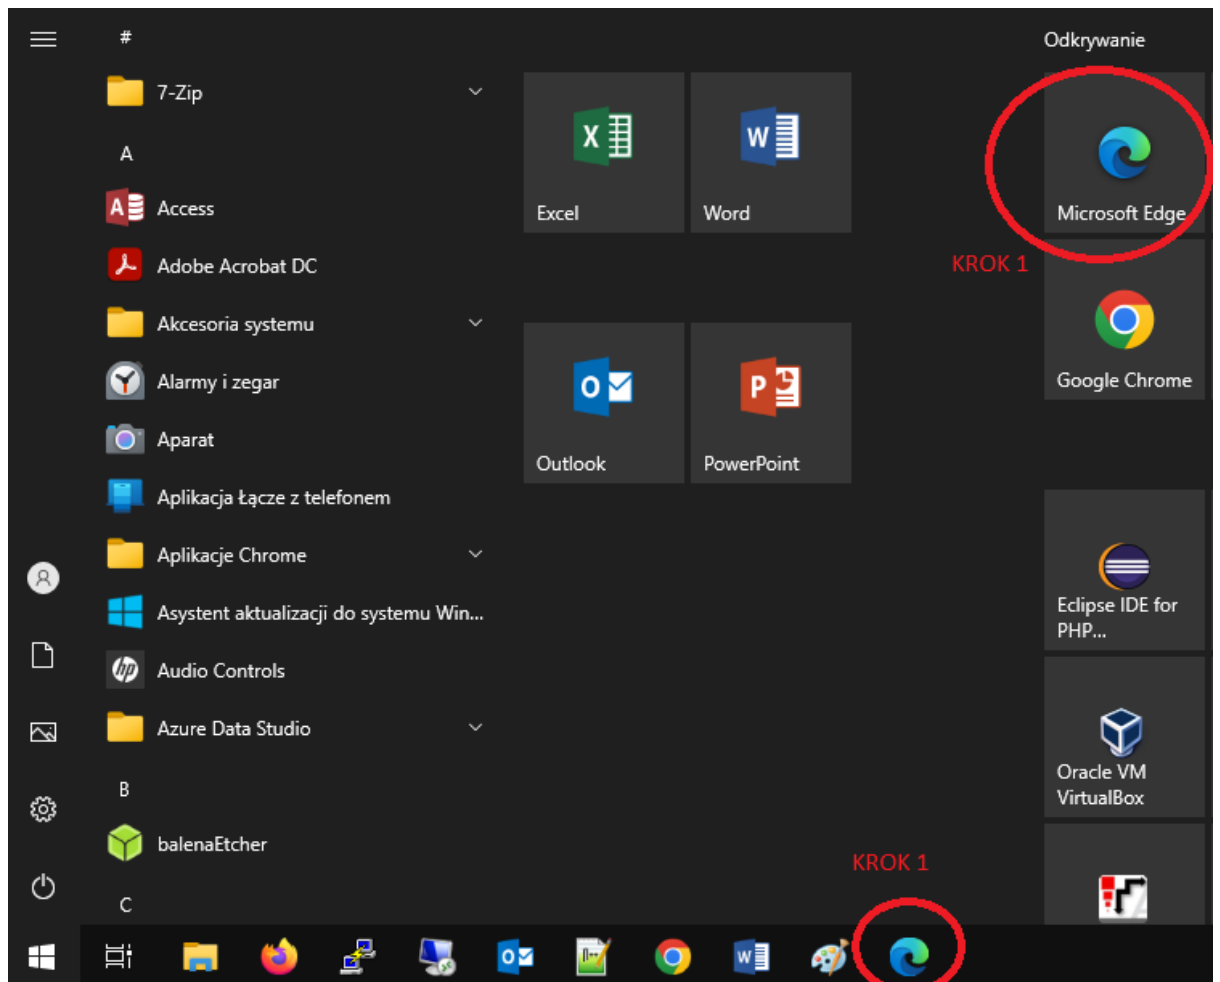 #
7-Zip
A
Access
Adobe Acrobat DC
Akcesoria systemu
Alarmy i zegar
Aparat
Aplikacja Łącze z telefonem
Aplikacje Chrome
Asystent aktualizacji do systemu Win...
Audio Controls
Azure Data Studio
B
balenaEtcher
C
Excel
Word
Outlook
PowerPoint
Odkrywanie
Microsoft Edge
KROK 1
Google Chrome
Eclipse IDE for
PHP...
Oracle VM
VirtualBox
KROK 1